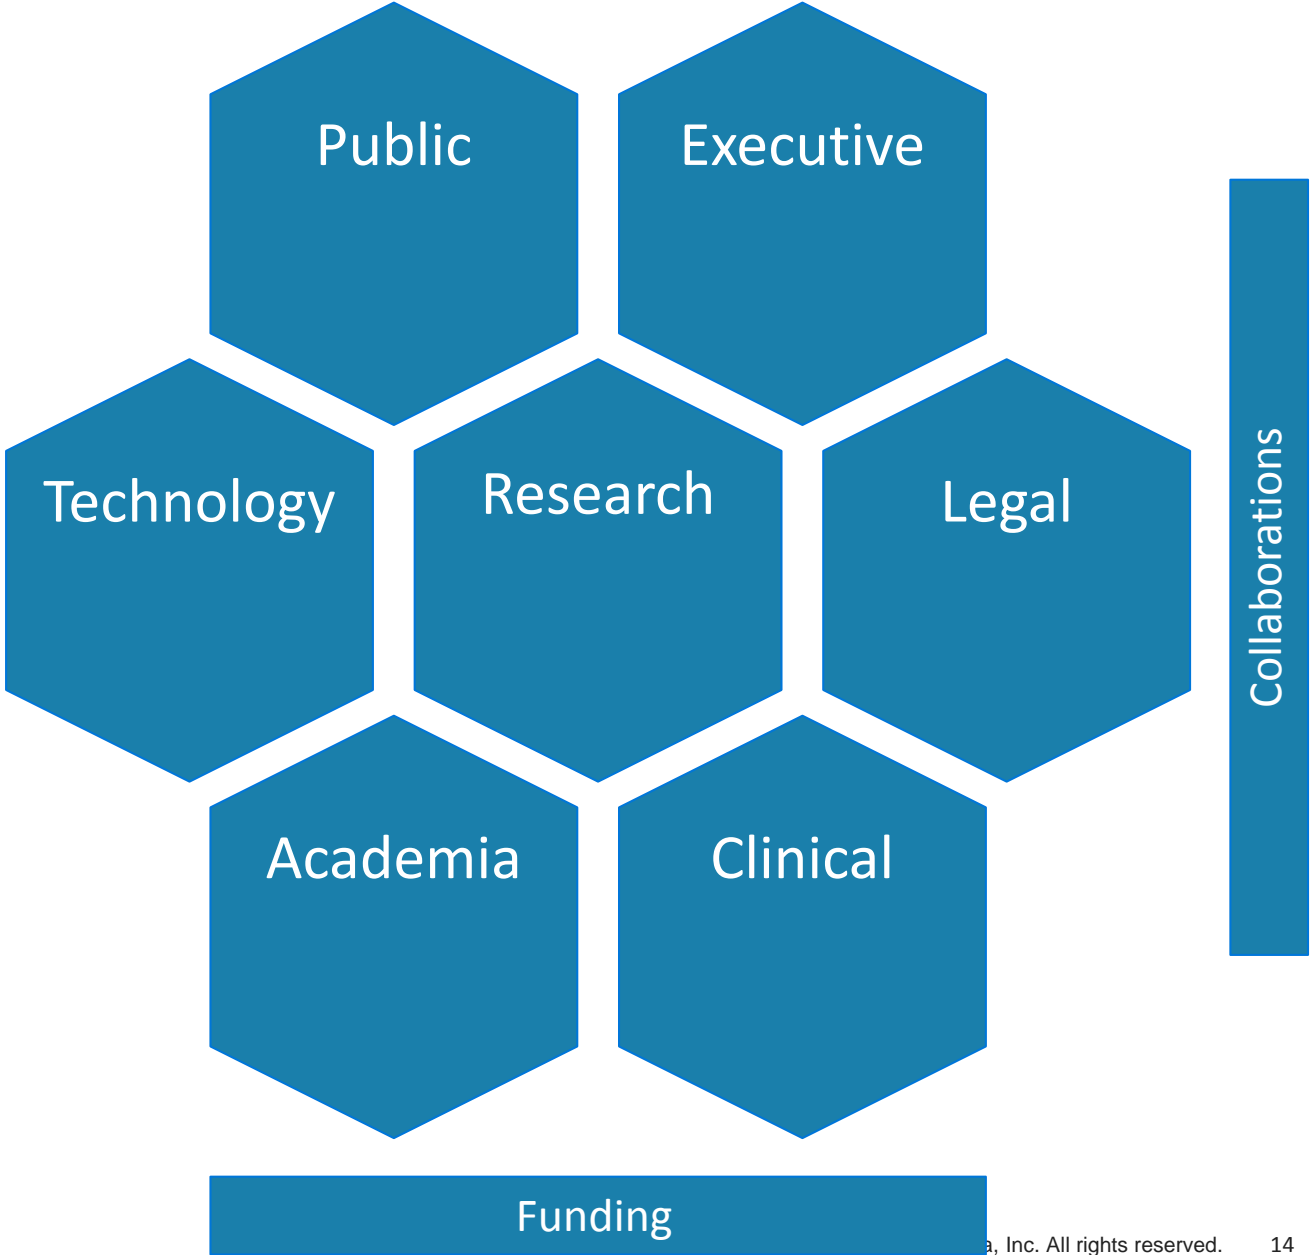 Public
Executive
Technology
Research
Legal
Collaborations
Academia
Clinical
Funding
Inc. All rights reserved. 14